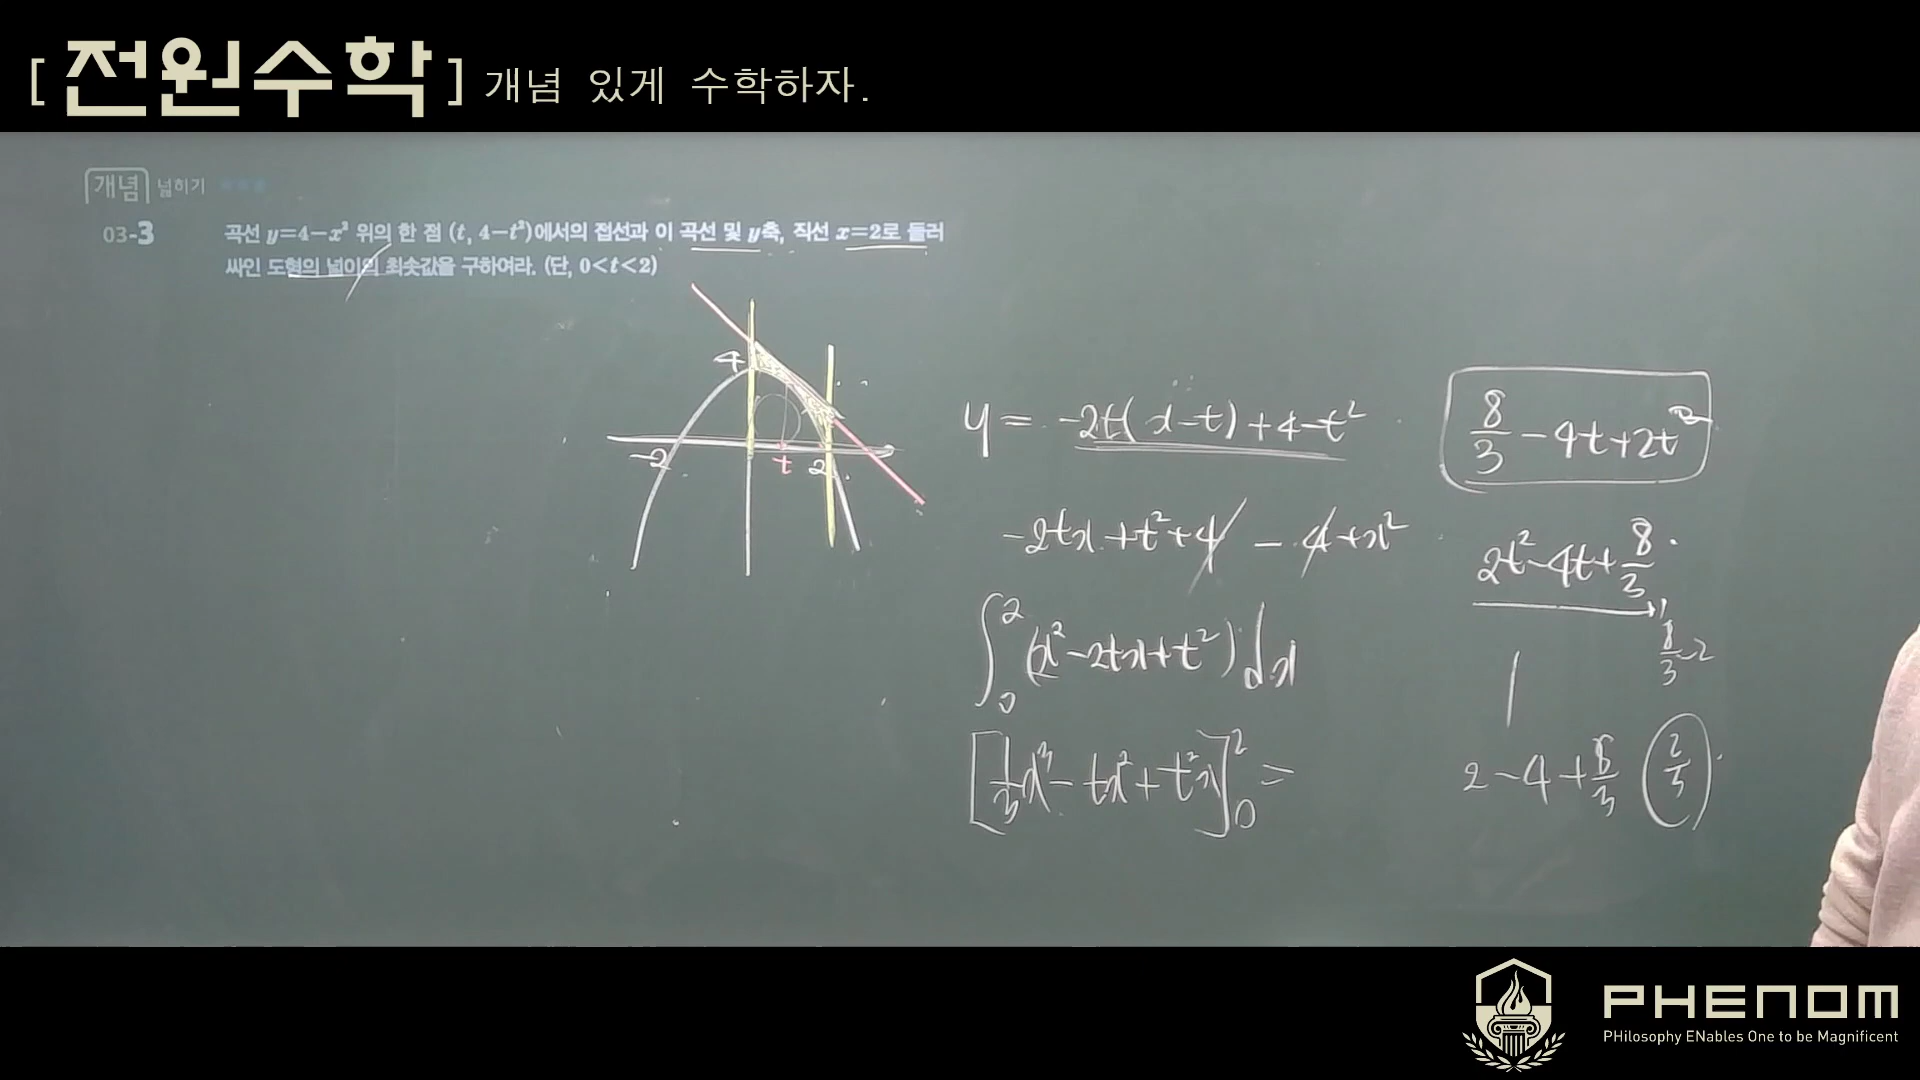 [전원수학] 개념 있게 수학하자.
개념 넓히기
03-3 곡선 y=4-x² 위의 한 점 (t, 4-t²)에서의 접선과 이 곡선 및 y축, 직선 x=2로 둘러
싸인 도형의 넓이의 최솟값을 구하여라. (단, 0<t<2)
4
-2 t 2
y = -2t(x-t)+4-t²
-2tx+t²+4 - 4+x²
∫₀² (x²-2tx+t²)dx
[1/3x³-tx²+t²x]₀² =
8/3-4t+2t²
2t²-4t+8/3
1
8/3-2
2-4+8/3 2/3
PHENOM
PHilosophy ENables One to be Magnificent